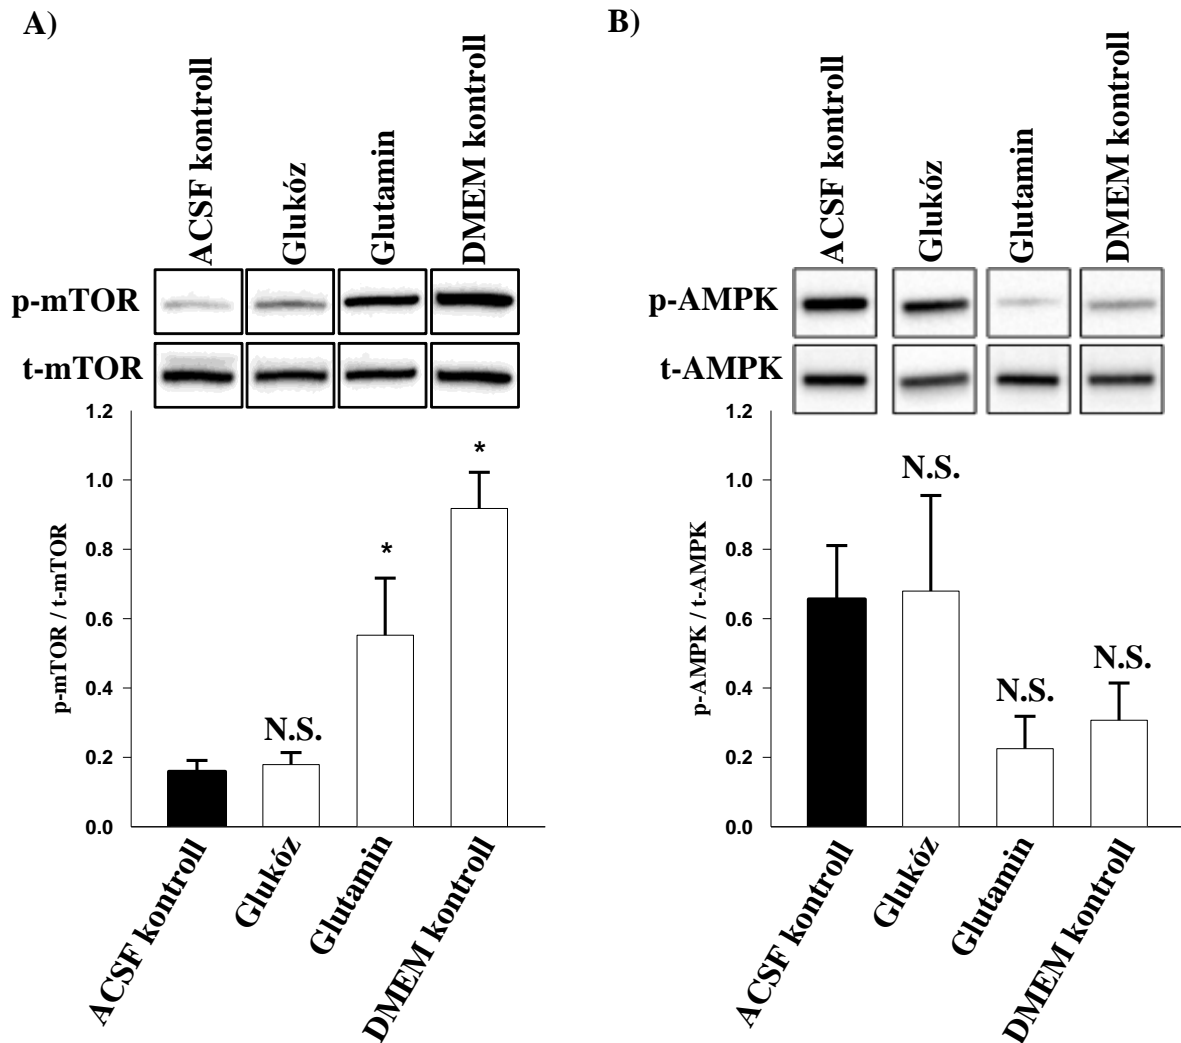 A)
ACSF kontroll
Glukóz
Glutamin
DMEM kontroll
p-mTOR
t-mTOR
1.2
1.0
0.8
0.6
0.4
0.2
0.0
p-mTOR / t-mTOR
N.S.
*
*
ACSF kontroll
Glukóz
Glutamin
DMEM kontroll
B)
ACSF kontroll
Glukóz
Glutamin
DMEM kontroll
p-AMPK
t-AMPK
1.2
1.0
0.8
0.6
0.4
0.2
0.0
p-AMPK / t-AMPK
N.S.
N.S.
N.S.
ACSF kontroll
Glukóz
Glutamin
DMEM kontroll